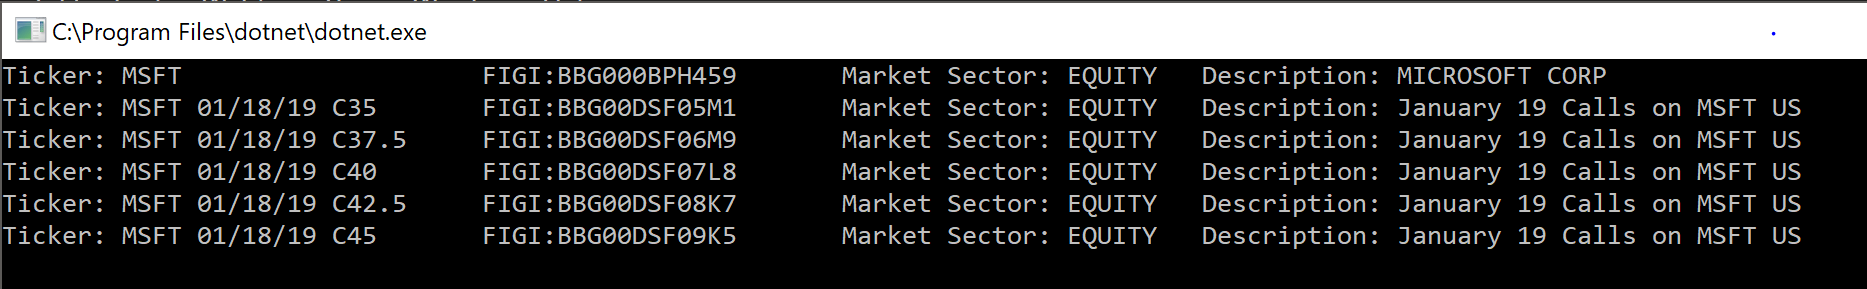 C:\Program Files\dotnet\dotnet.exe
Ticker: MSFT FIGI:BBG000BPH459 Market Sector: EQUITY Description: MICROSOFT CORP
Ticker: MSFT 01/18/19 C35 FIGI:BBG00DSF05M1 Market Sector: EQUITY Description: January 19 Calls on MSFT US
Ticker: MSFT 01/18/19 C37.5 FIGI:BBG00DSF06M9 Market Sector: EQUITY Description: January 19 Calls on MSFT US
Ticker: MSFT 01/18/19 C40 FIGI:BBG00DSF07L8 Market Sector: EQUITY Description: January 19 Calls on MSFT US
Ticker: MSFT 01/18/19 C42.5 FIGI:BBG00DSF08K7 Market Sector: EQUITY Description: January 19 Calls on MSFT US
Ticker: MSFT 01/18/19 C45 FIGI:BBG00DSF09K5 Market Sector: EQUITY Description: January 19 Calls on MSFT US